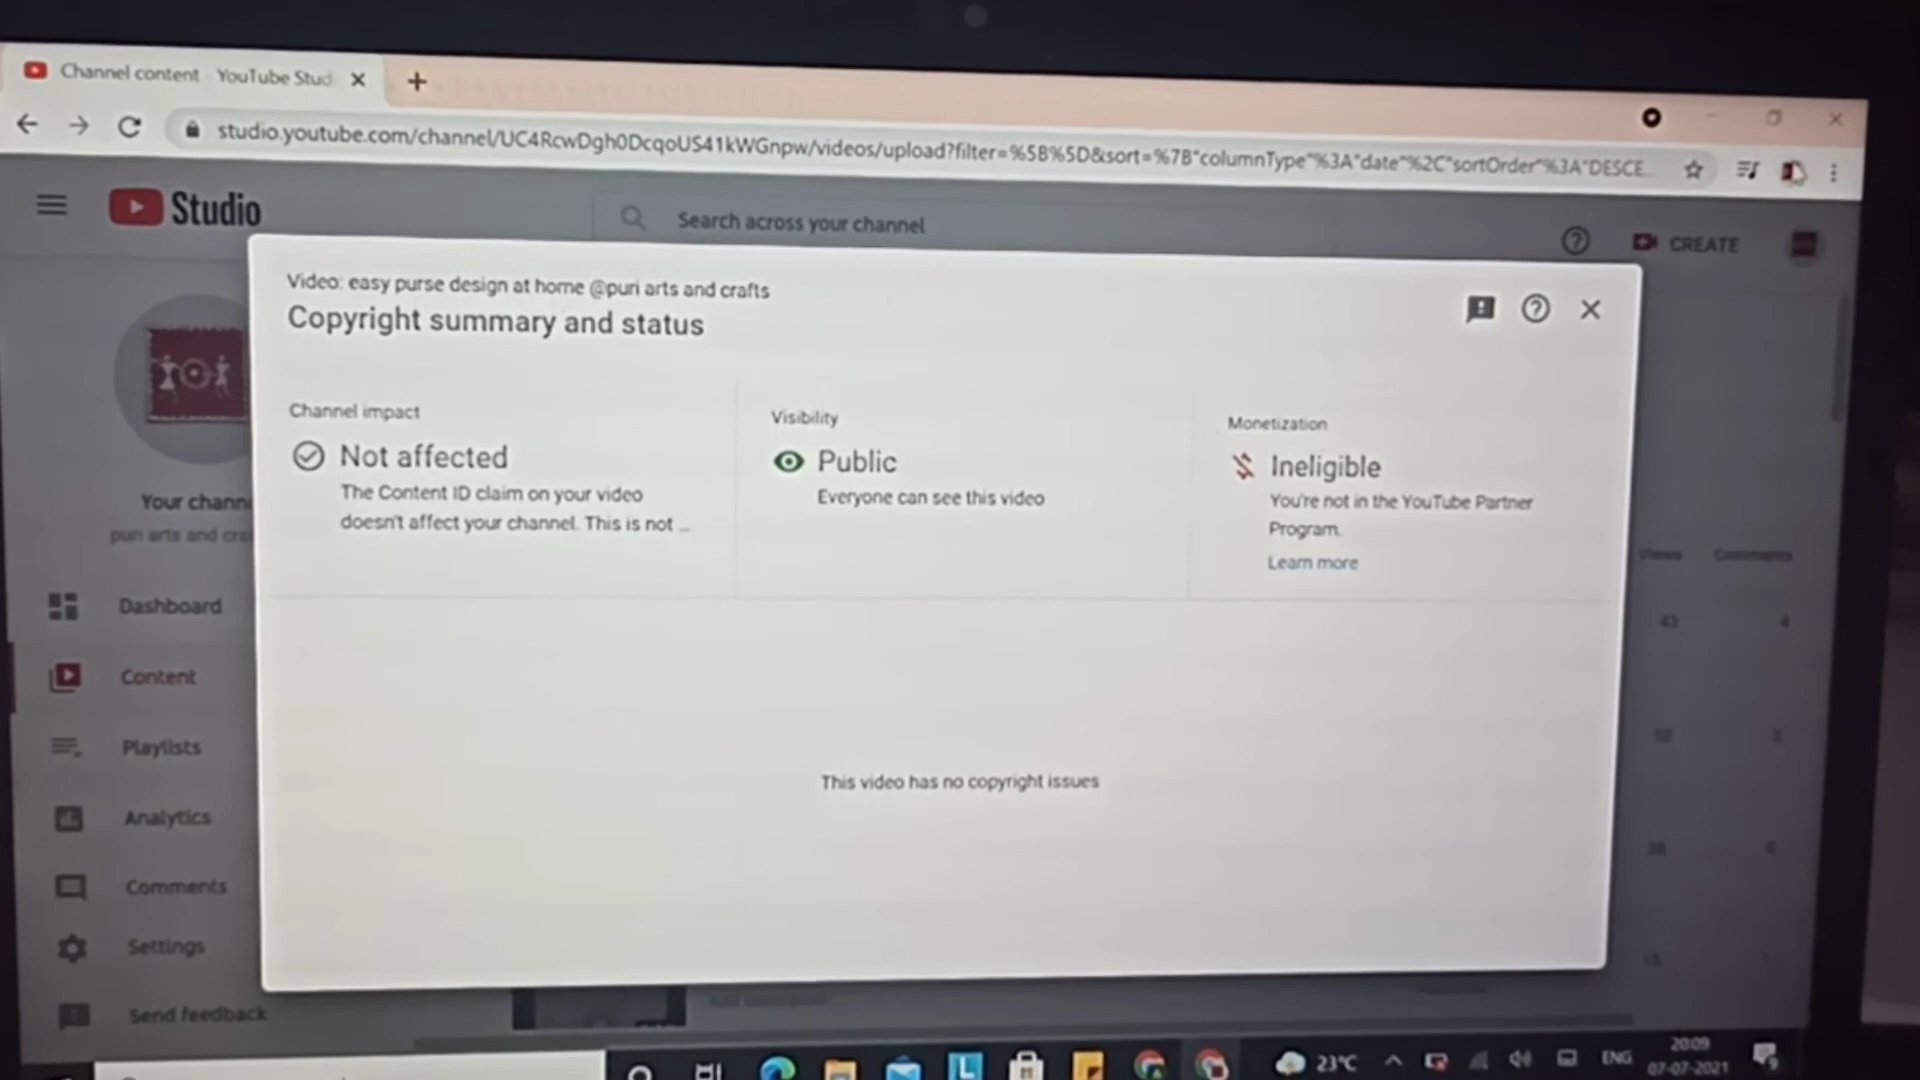 Channel content YouTube Stud
studio.youtube.com/channel/UC4RcwDgh0DcqoUS41kWGnpw/videos/upload?filter=%5B%5D&sort=%7B"columnType"%3A"date"%2C"sortOrder"%3A"DESCE...
Studio
Search across your channel
CREATE
Video: easy purse design at home @puri arts and crafts
Copyright summary and status
Channel impact
Not affected
The Content ID claim on your video
doesn't affect your channel. This is not ...
Visibility
Public
Everyone can see this video
Monetization
Ineligible
You're not in the YouTube Partner
Program.
Learn more
This video has no copyright issues
Your chann
puri arts and cra
Dashboard
Content
Playlists
Analytics
Comments
Settings
Send feedback
Views Comments
43 4
23°C
ENG
20:09
07-07-2021